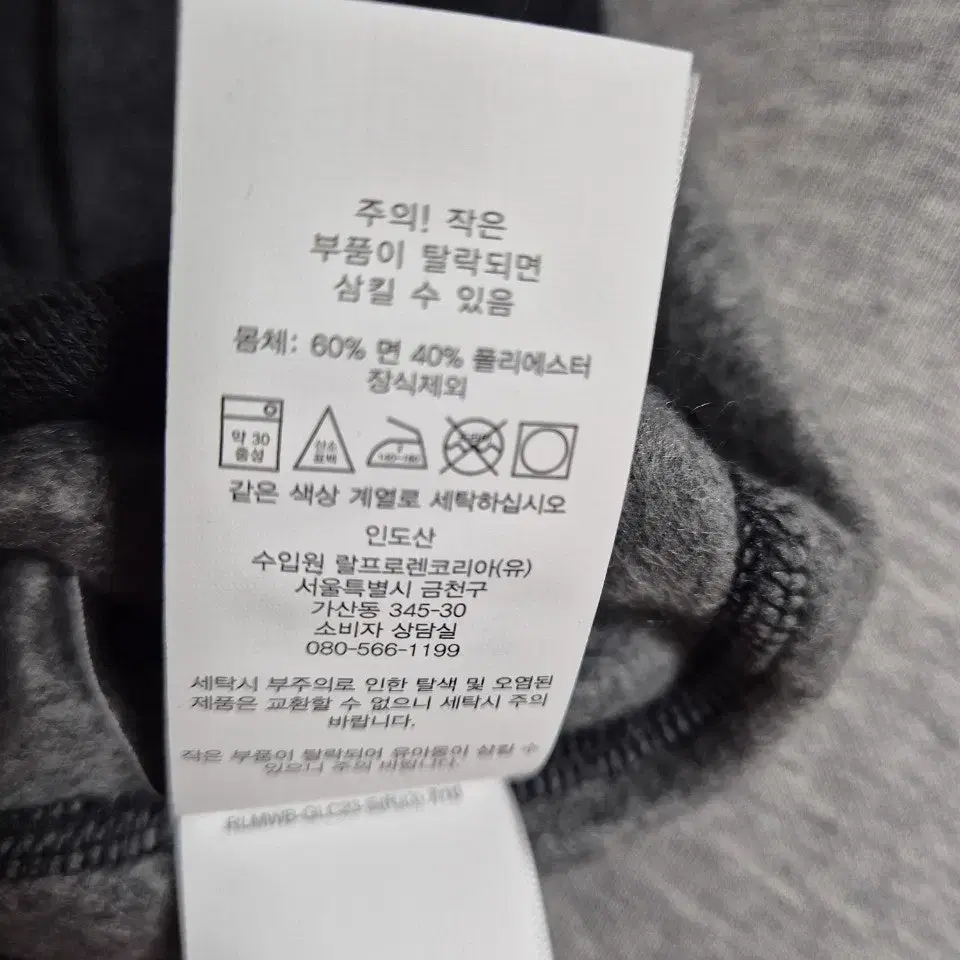 주의! 작은
부품이 탈락되면
삼킬 수 있음
몸체: 60% 면 40% 폴리에스터
장식제외
약 30
중성
산소
표백
같은 색상 계열로 세탁하십시오
인도산
수입원 랄프로렌코리아(유)
서울특별시 금천구
가산동 345-30
소비자 상담실
080-566-1199
세탁시 부주의로 인한 탈색 및 오염된
제품은 교환할 수 없으니 세탁시 주의
바랍니다.
작은 부품이 탈락되어 유아동이 삼킬 수
있으니 주의 바랍니다.